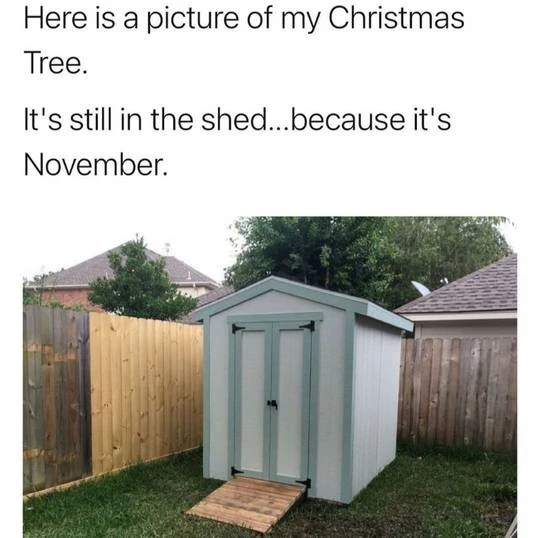 Here is a picture of my Christmas
Tree.
It's still in the shed...because it's
November.